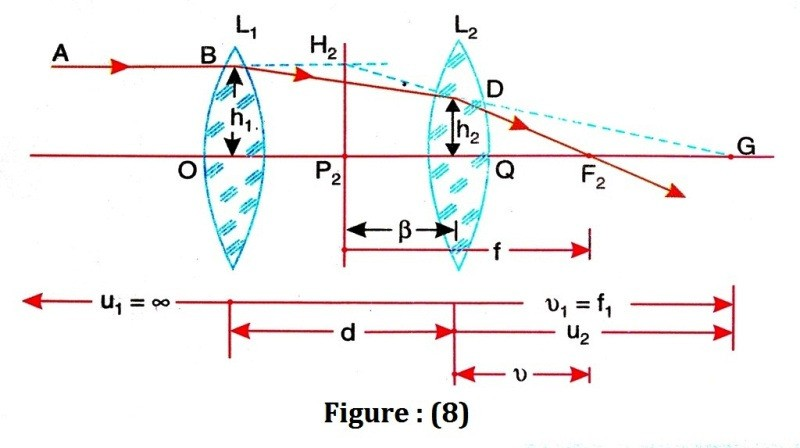 L₁ H₂ L₂
A B
D
h₁ h₂
G
O P₂ Q F₂
β
f
u₁ = ∞ υ₁ = f₁
d u₂
υ
Figure : (8)